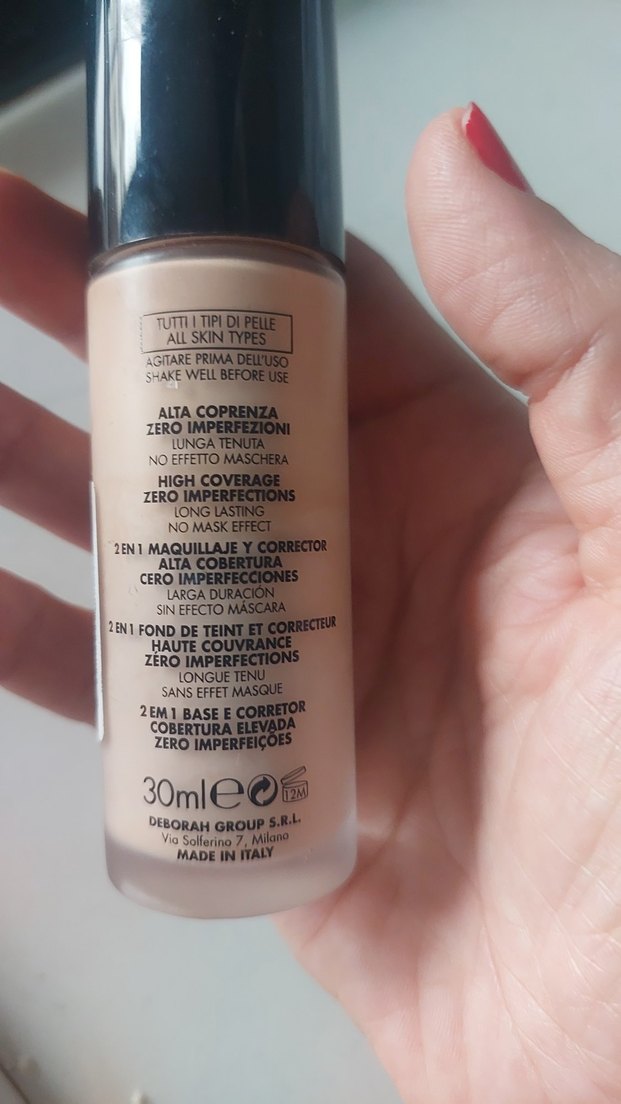 TUTTI I TIPI DI PELLE
ALL SKIN TYPES
AGITARE PRIMA DELL'USO
SHAKE WELL BEFORE USE
ALTA COPRENZA
ZERO IMPERFEZIONI
LUNGA TENUTA
NO EFFETTO MASCHERA
HIGH COVERAGE
ZERO IMPERFECTIONS
LONG LASTING
NO MASK EFFECT
2 EN 1 MAQUILLAJE Y CORRECTOR
ALTA COBERTURA
CERO IMPERFECCIONES
LARGA DURACIÓN
SIN EFECTO MÁSCARA
2 EN 1 FOND DE TEINT ET CORRECTEUR
HAUTE COUVRANCE
ZÉRO IMPERFECTIONS
LONGUE TENU
SANS EFFET MASQUE
2 EM 1 BASE E CORRETOR
COBERTURA ELEVADA
ZERO IMPERFEIÇÕES
30ml e 12M
DEBORAH GROUP S.R.L.
Via Solferino 7, Milano
MADE IN ITALY